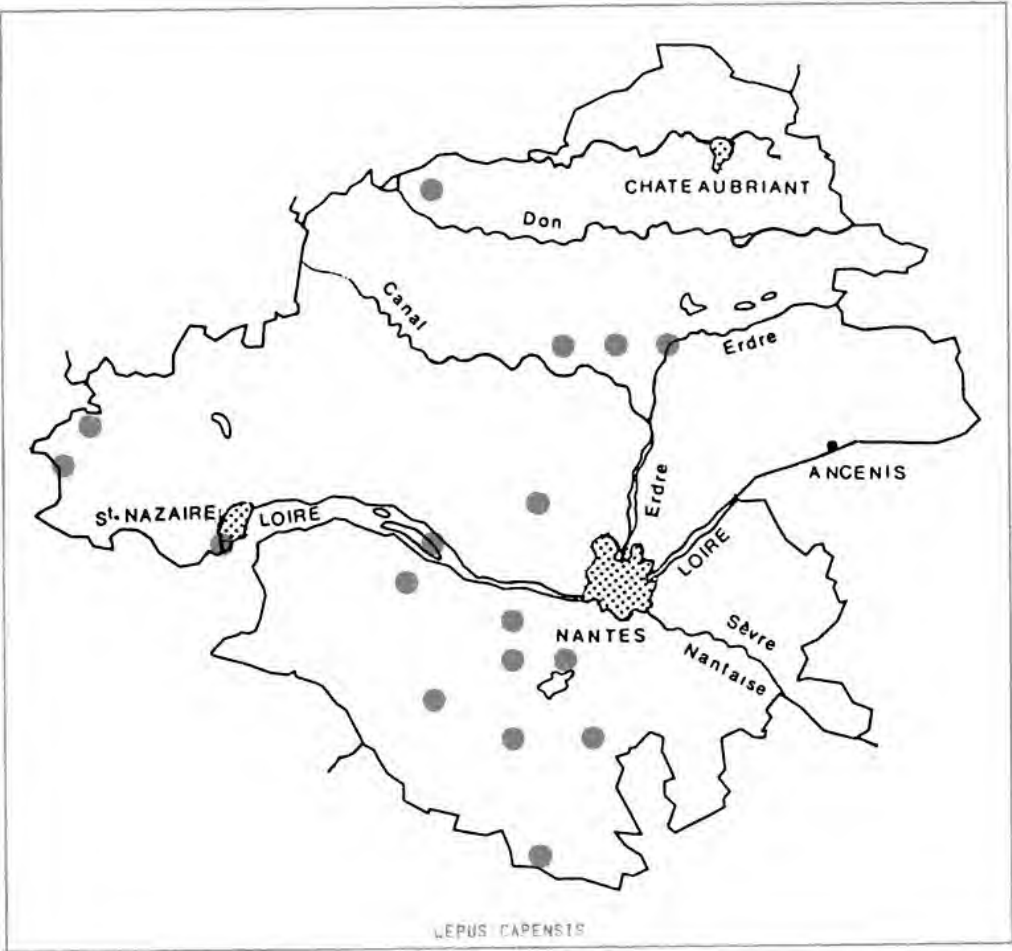 CHATEAUBRIANT
Don
Canal
Erdre
ANCENIS
Erdre
St. NAZAIRE
LOIRE
LOIRE
NANTES
Sèvre
Nantaise
LEPUS CAPENSIS